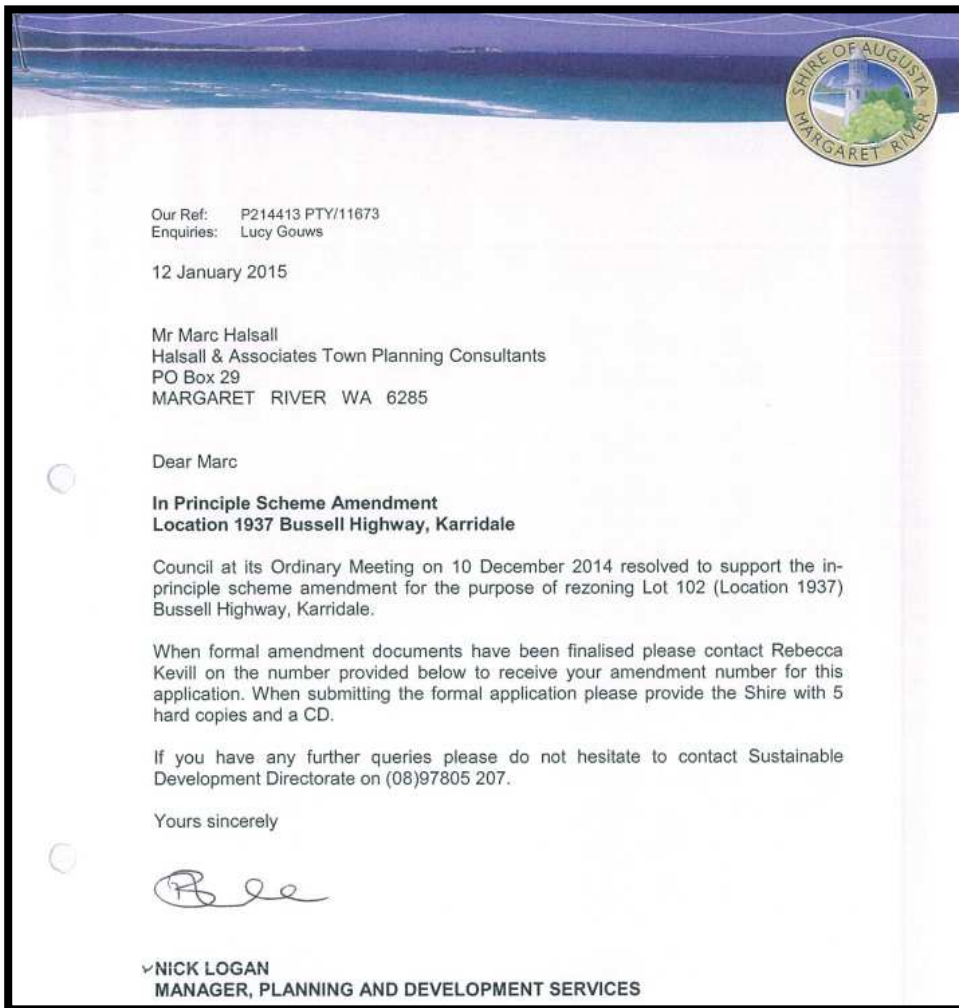 SHIRE OF AUGUSTA
MARGARET RIVER
Our Ref: P214413 PTY/11673
Enquiries: Lucy Gouws
12 January 2015
Mr Marc Halsall
Halsall & Associates Town Planning Consultants
PO Box 29
MARGARET RIVER WA 6285
Dear Marc
In Principle Scheme Amendment
Location 1937 Bussell Highway, Karridale
Council at its Ordinary Meeting on 10 December 2014 resolved to support the in-
principle scheme amendment for the purpose of rezoning Lot 102 (Location 1937)
Bussell Highway, Karridale.
When formal amendment documents have been finalised please contact Rebecca
Kevill on the number provided below to receive your amendment number for this
application. When submitting the formal application please provide the Shire with 5
hard copies and a CD.
If you have any further queries please do not hesitate to contact Sustainable
Development Directorate on (08)97805 207.
Yours sincerely
NICK LOGAN
MANAGER, PLANNING AND DEVELOPMENT SERVICES